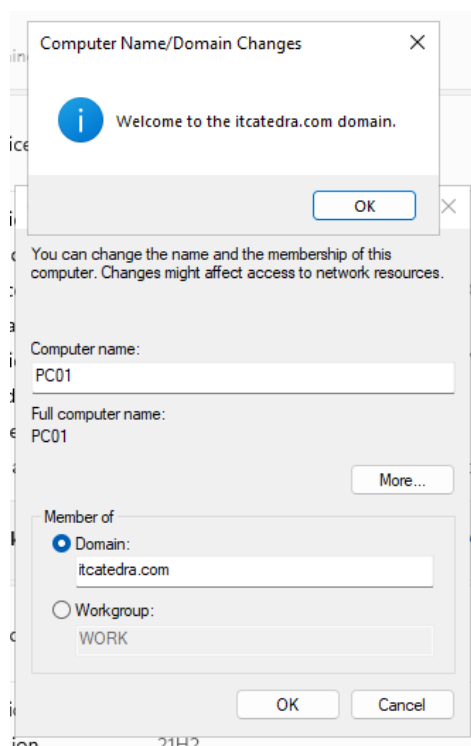 Computer Name/Domain Changes
Welcome to the itcatedra.com domain.
OK
You can change the name and the membership of this
computer. Changes might affect access to network resources.
Computer name:
PC01
Full computer name:
PC01
More...
Member of
Domain:
itcatedra.com
Workgroup:
WORK
OK
Cancel
21H2